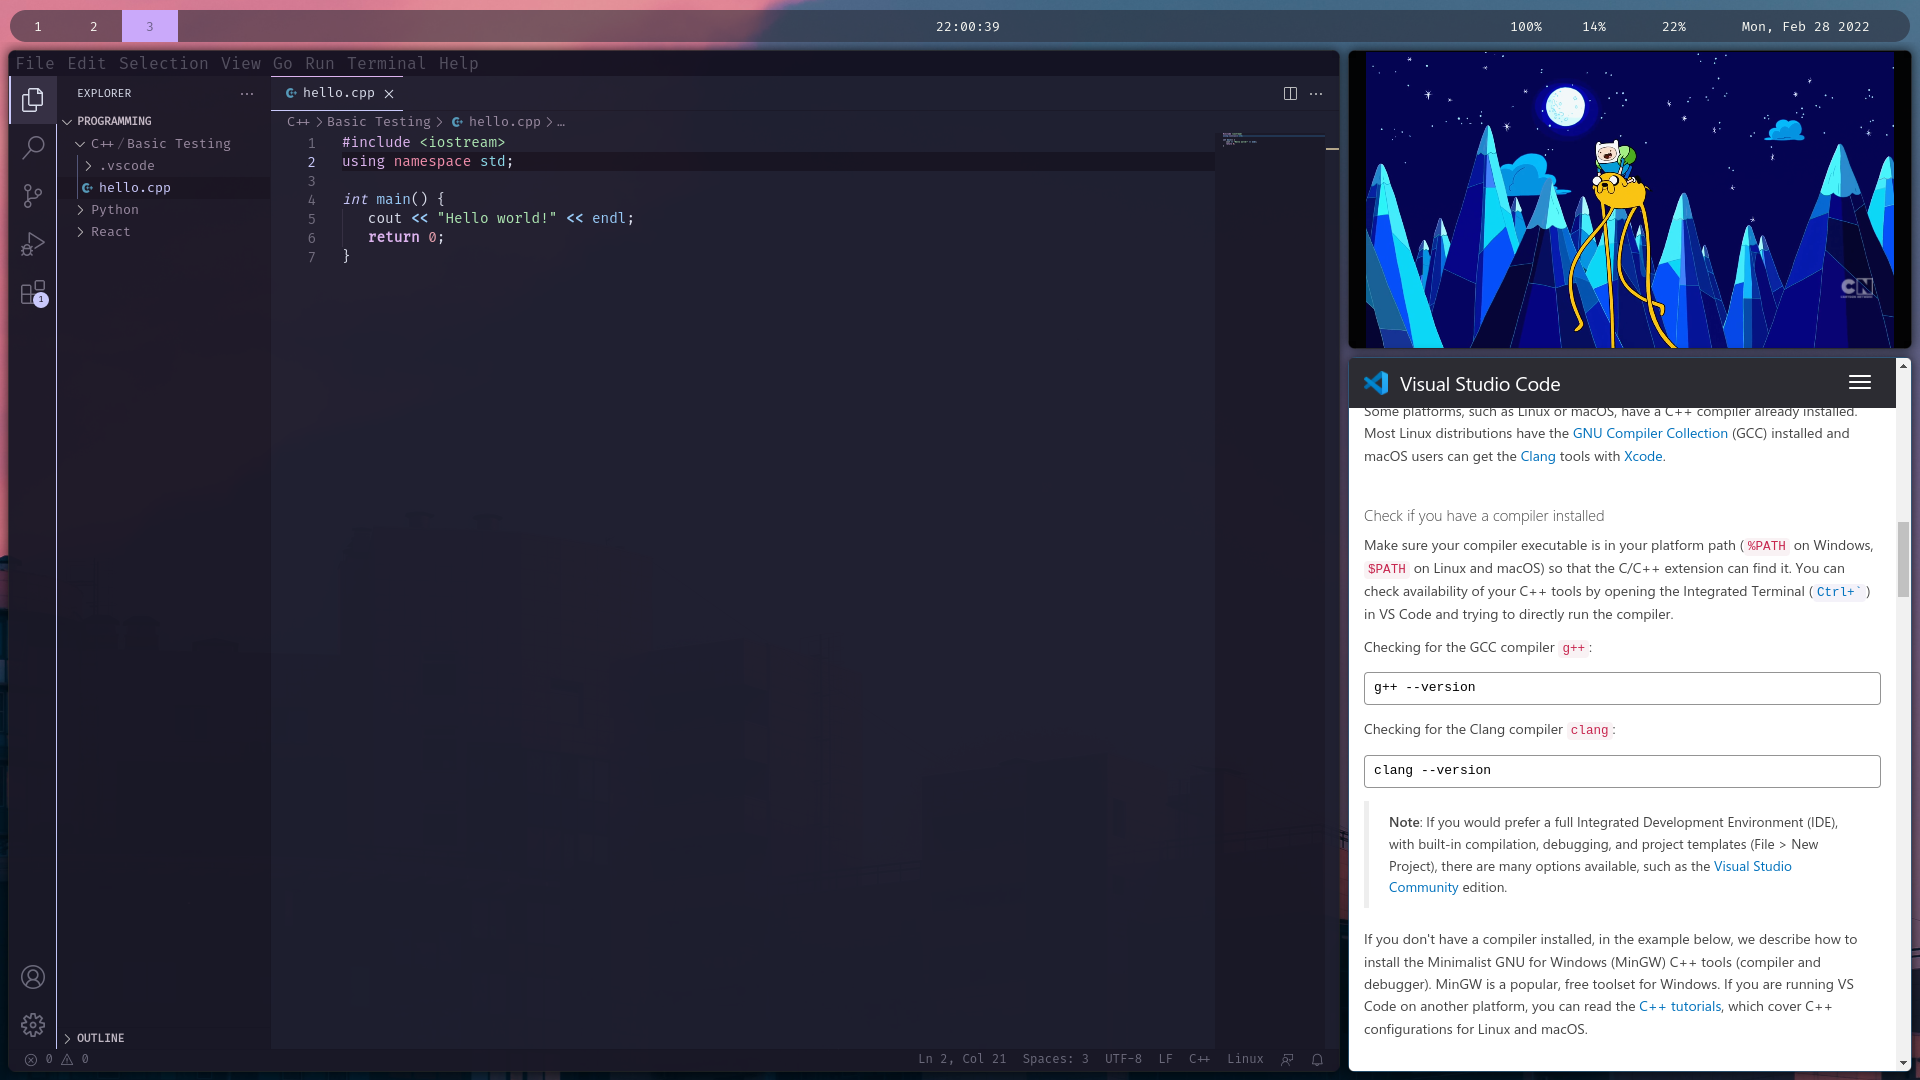 1 2 3 22:00:39 100% 14% 22% Mon, Feb 28 2022
File Edit Selection View Go Run Terminal Help
EXPLORER ···
PROGRAMMING
C++ / Basic Testing
.vscode
hello.cpp
Python
React
1
OUTLINE
hello.cpp
C++ > Basic Testing > hello.cpp > …
1 #include <iostream>
2 using namespace std;
3
4 int main() {
5 cout << "Hello world!" << endl;
6 return 0;
7 }
0 0 Ln 2, Col 21 Spaces: 3 UTF-8 LF C++ Linux
CN
Visual Studio Code
Some platforms, such as Linux or macOS, have a C++ compiler already installed.
Most Linux distributions have the GNU Compiler Collection (GCC) installed and
macOS users can get the Clang tools with Xcode.
Check if you have a compiler installed
Make sure your compiler executable is in your platform path (%PATH on Windows,
$PATH on Linux and macOS) so that the C/C++ extension can find it. You can
check availability of your C++ tools by opening the Integrated Terminal (Ctrl+`)
in VS Code and trying to directly run the compiler.
Checking for the GCC compiler g++:
g++ --version
Checking for the Clang compiler clang:
clang --version
Note: If you would prefer a full Integrated Development Environment (IDE),
with built-in compilation, debugging, and project templates (File > New
Project), there are many options available, such as the Visual Studio
Community edition.
If you don't have a compiler installed, in the example below, we describe how to
install the Minimalist GNU for Windows (MinGW) C++ tools (compiler and
debugger). MinGW is a popular, free toolset for Windows. If you are running VS
Code on another platform, you can read the C++ tutorials, which cover C++
configurations for Linux and macOS.